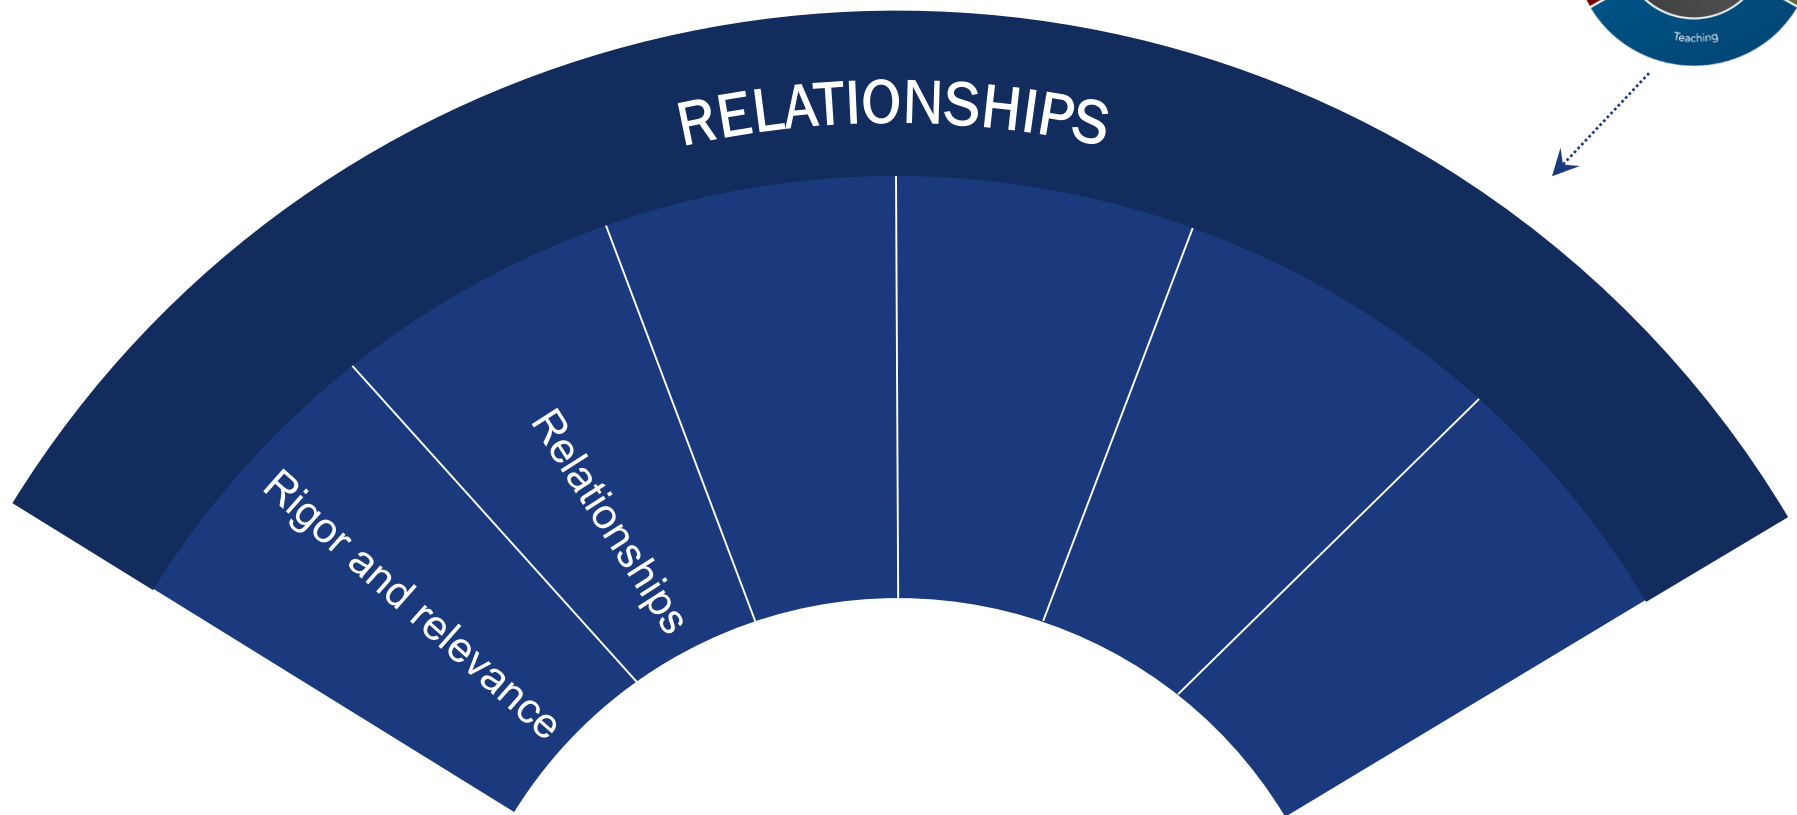 Teaching
RELATIONSHIPS
Relationships
Rigor and relevance